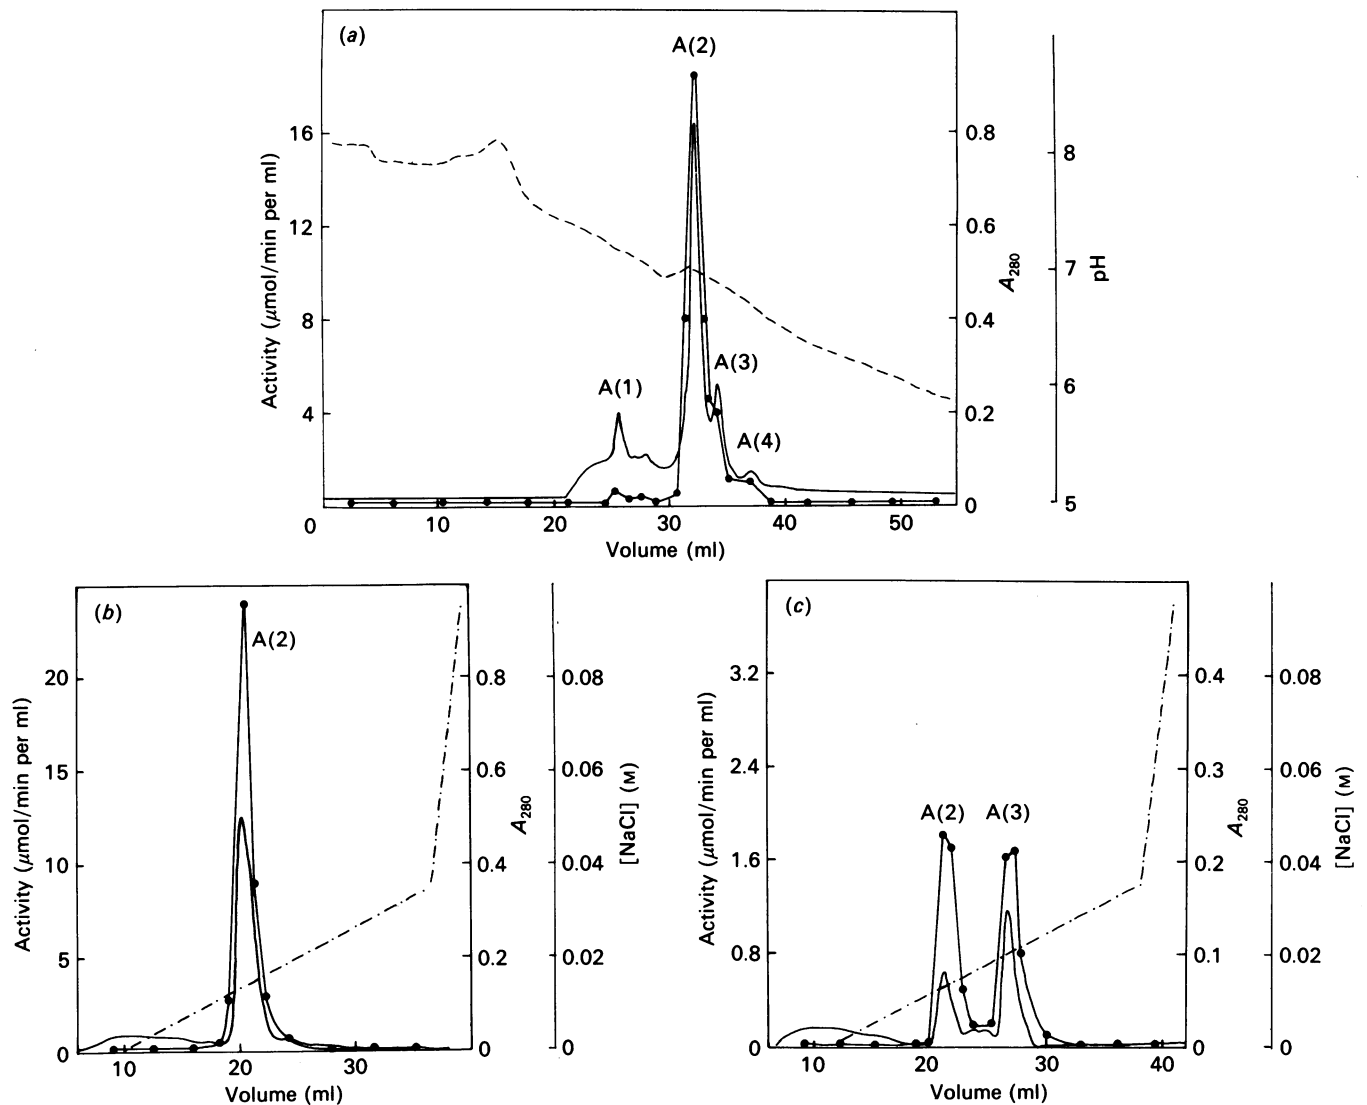 (a)
A(2)
A(1)
A(3)
A(4)
Activity (μmol/min per ml)
16
12
8
4
0
10
20
30
40
50
Volume (ml)
0.8
0.6
0.4
0.2
0
A280
8
7
6
5
pH
(b)
A(2)
Activity (μmol/min per ml)
20
15
10
5
0
10
20
30
Volume (ml)
0.8
0.6
0.4
0.2
0
A280
0.08
0.06
0.04
0.02
0
[NaCl] (M)
(c)
A(2)
A(3)
Activity (μmol/min per ml)
3.2
2.4
1.6
0.8
0
10
20
30
40
Volume (ml)
0.4
0.3
0.2
0.1
0
A280
0.08
0.06
0.04
0.02
0
[NaCl] (M)